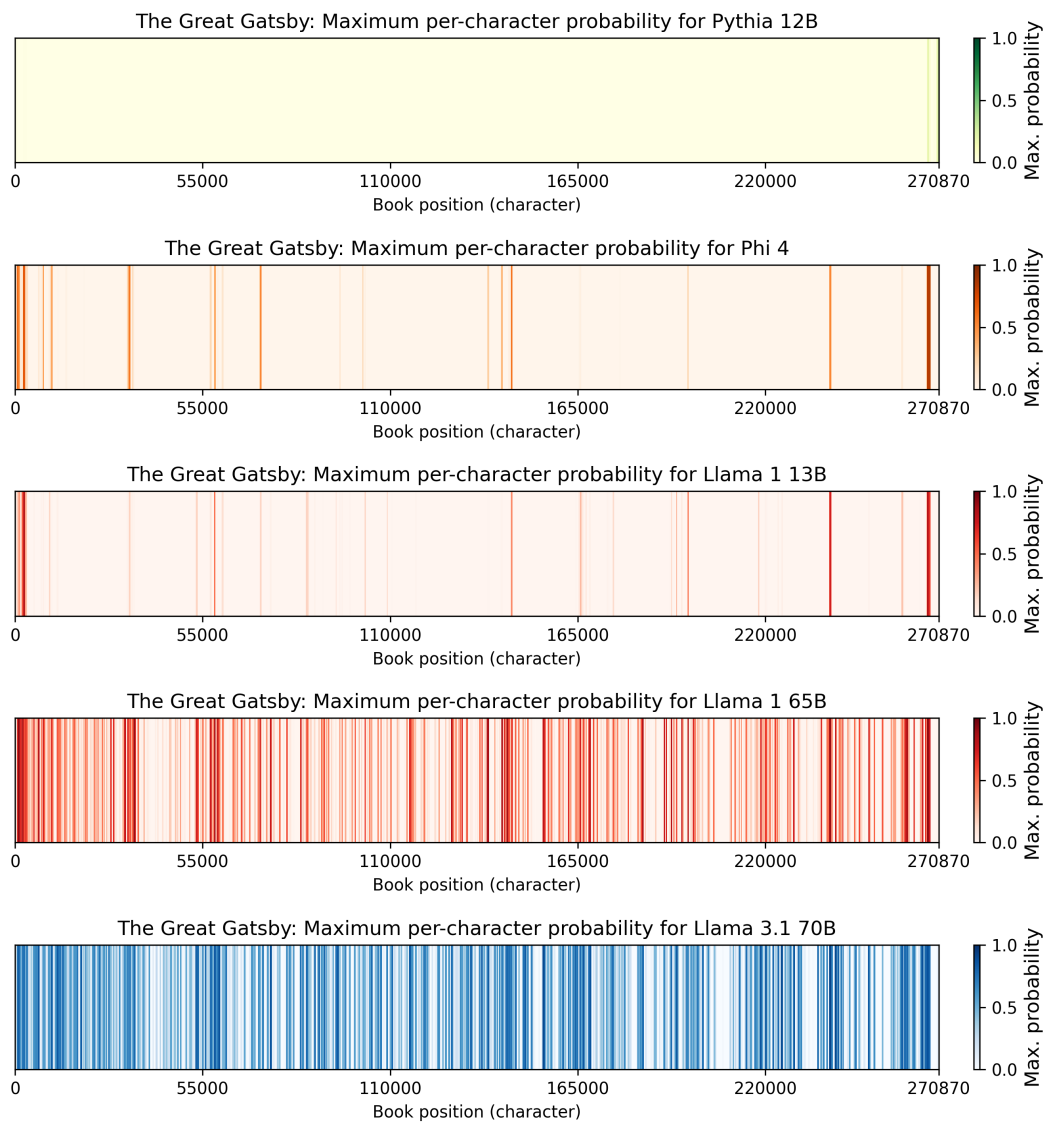 The Great Gatsby: Maximum per-character probability for Pythia 12B
1.0
0.5
0.0
Max. probability
0 55000 110000 165000 220000 270870
Book position (character)
The Great Gatsby: Maximum per-character probability for Phi 4
1.0
0.5
0.0
Max. probability
0 55000 110000 165000 220000 270870
Book position (character)
The Great Gatsby: Maximum per-character probability for Llama 1 13B
1.0
0.5
0.0
Max. probability
0 55000 110000 165000 220000 270870
Book position (character)
The Great Gatsby: Maximum per-character probability for Llama 1 65B
1.0
0.5
0.0
Max. probability
0 55000 110000 165000 220000 270870
Book position (character)
The Great Gatsby: Maximum per-character probability for Llama 3.1 70B
1.0
0.5
0.0
Max. probability
0 55000 110000 165000 220000 270870
Book position (character)